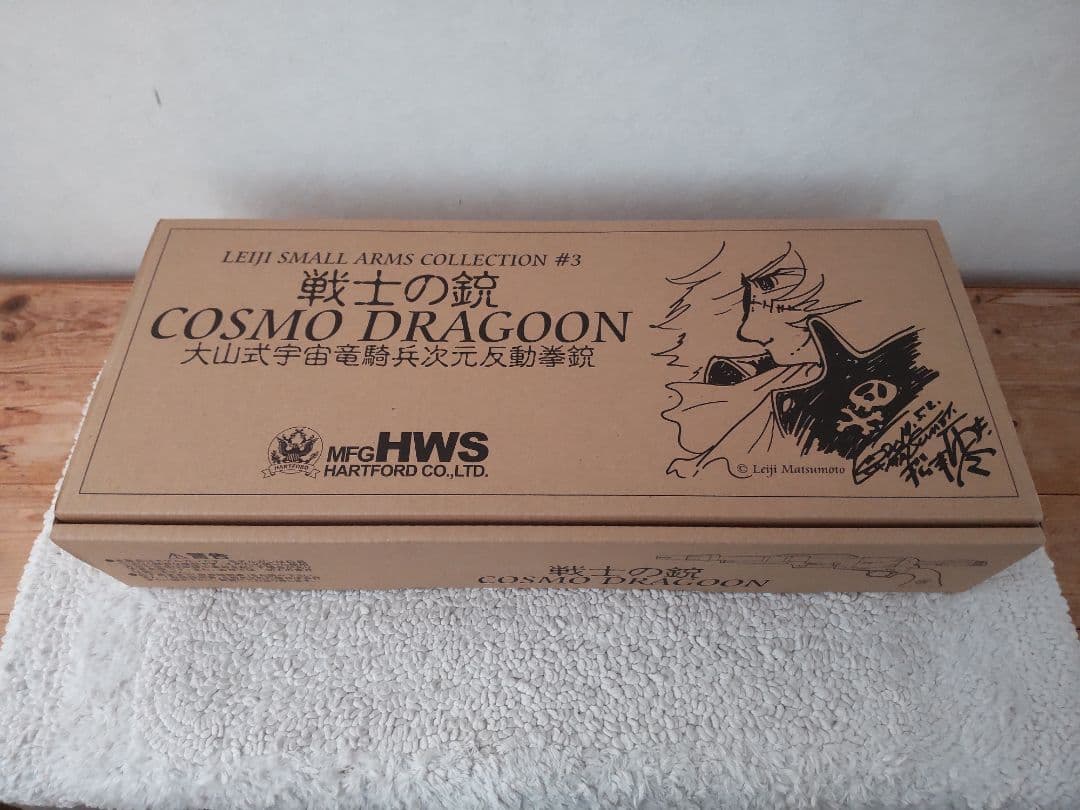 LEIJI SMALL ARMS COLLECTION #3
戦士の銃
COSMO DRAGOON
大山式宇宙竜騎兵次元反動拳銃
HARTFORD
MFG HWS
HARTFORD CO.,LTD.
© Leiji Matsumoto
⚠警告
戦士の銃
COSMO DRAGOON